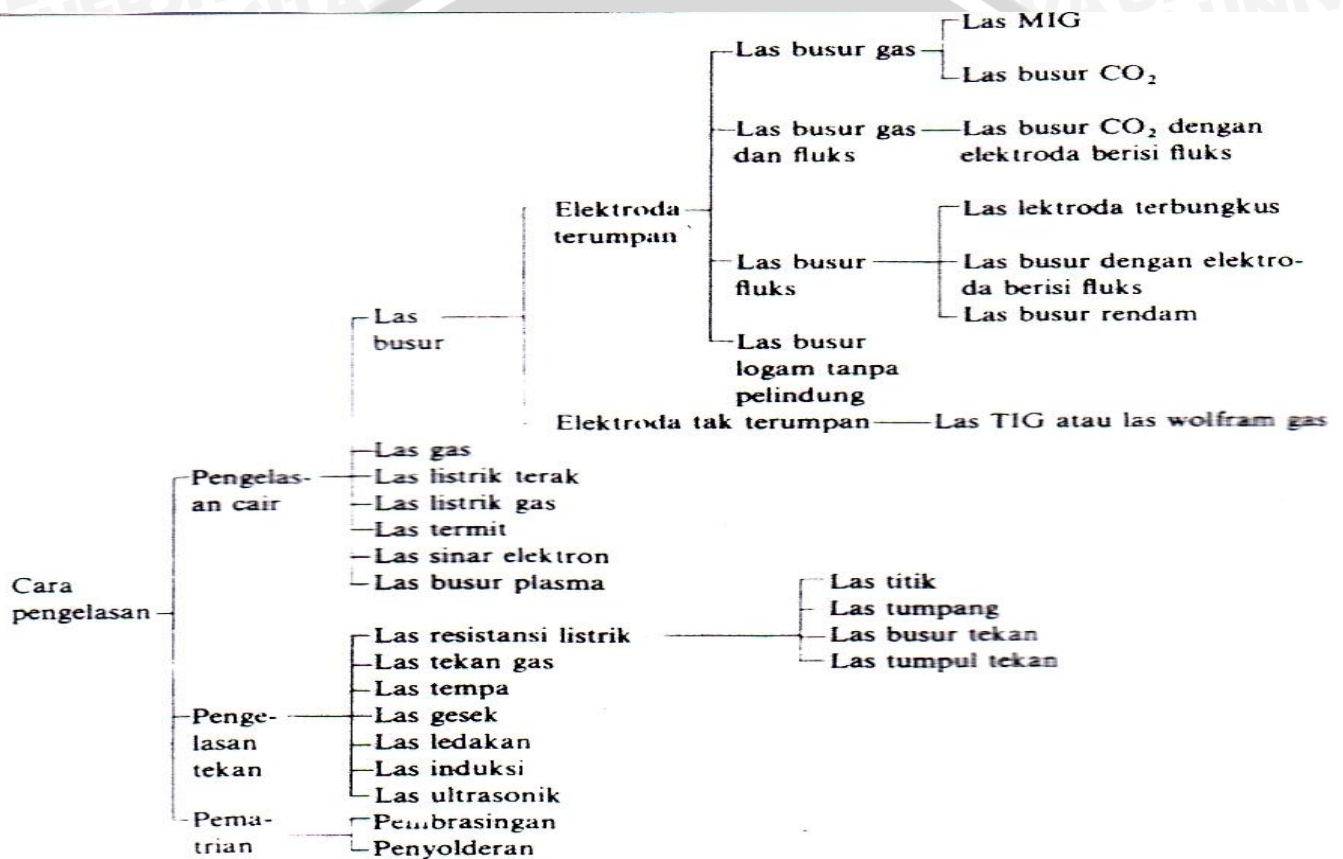 Las MIG
Las busur gas
Las busur CO₂
Las busur gas
dan fluks
Las busur CO₂ dengan
elektroda berisi fluks
Elektroda
terumpan
Las lektroda terbungkus
Las busur
fluks
Las busur dengan elektro-
da berisi fluks
Las busur rendam
Las
busur
Las busur
logam tanpa
pelindung
Elektroda tak terumpan
Las TIG atau las wolfram gas
Pengelas-
an cair
Las gas
Las listrik terak
Las listrik gas
Las termit
Las sinar elektron
Las busur plasma
Cara
pengelasan
Las titik
Las tumpang
Las busur tekan
Las tumpul tekan
Las resistansi listrik
Las tekan gas
Las tempa
Las gesek
Las ledakan
Las induksi
Las ultrasonik
Penge-
lasan
tekan
Pema-
trian
Pembrasingan
Penyolderan